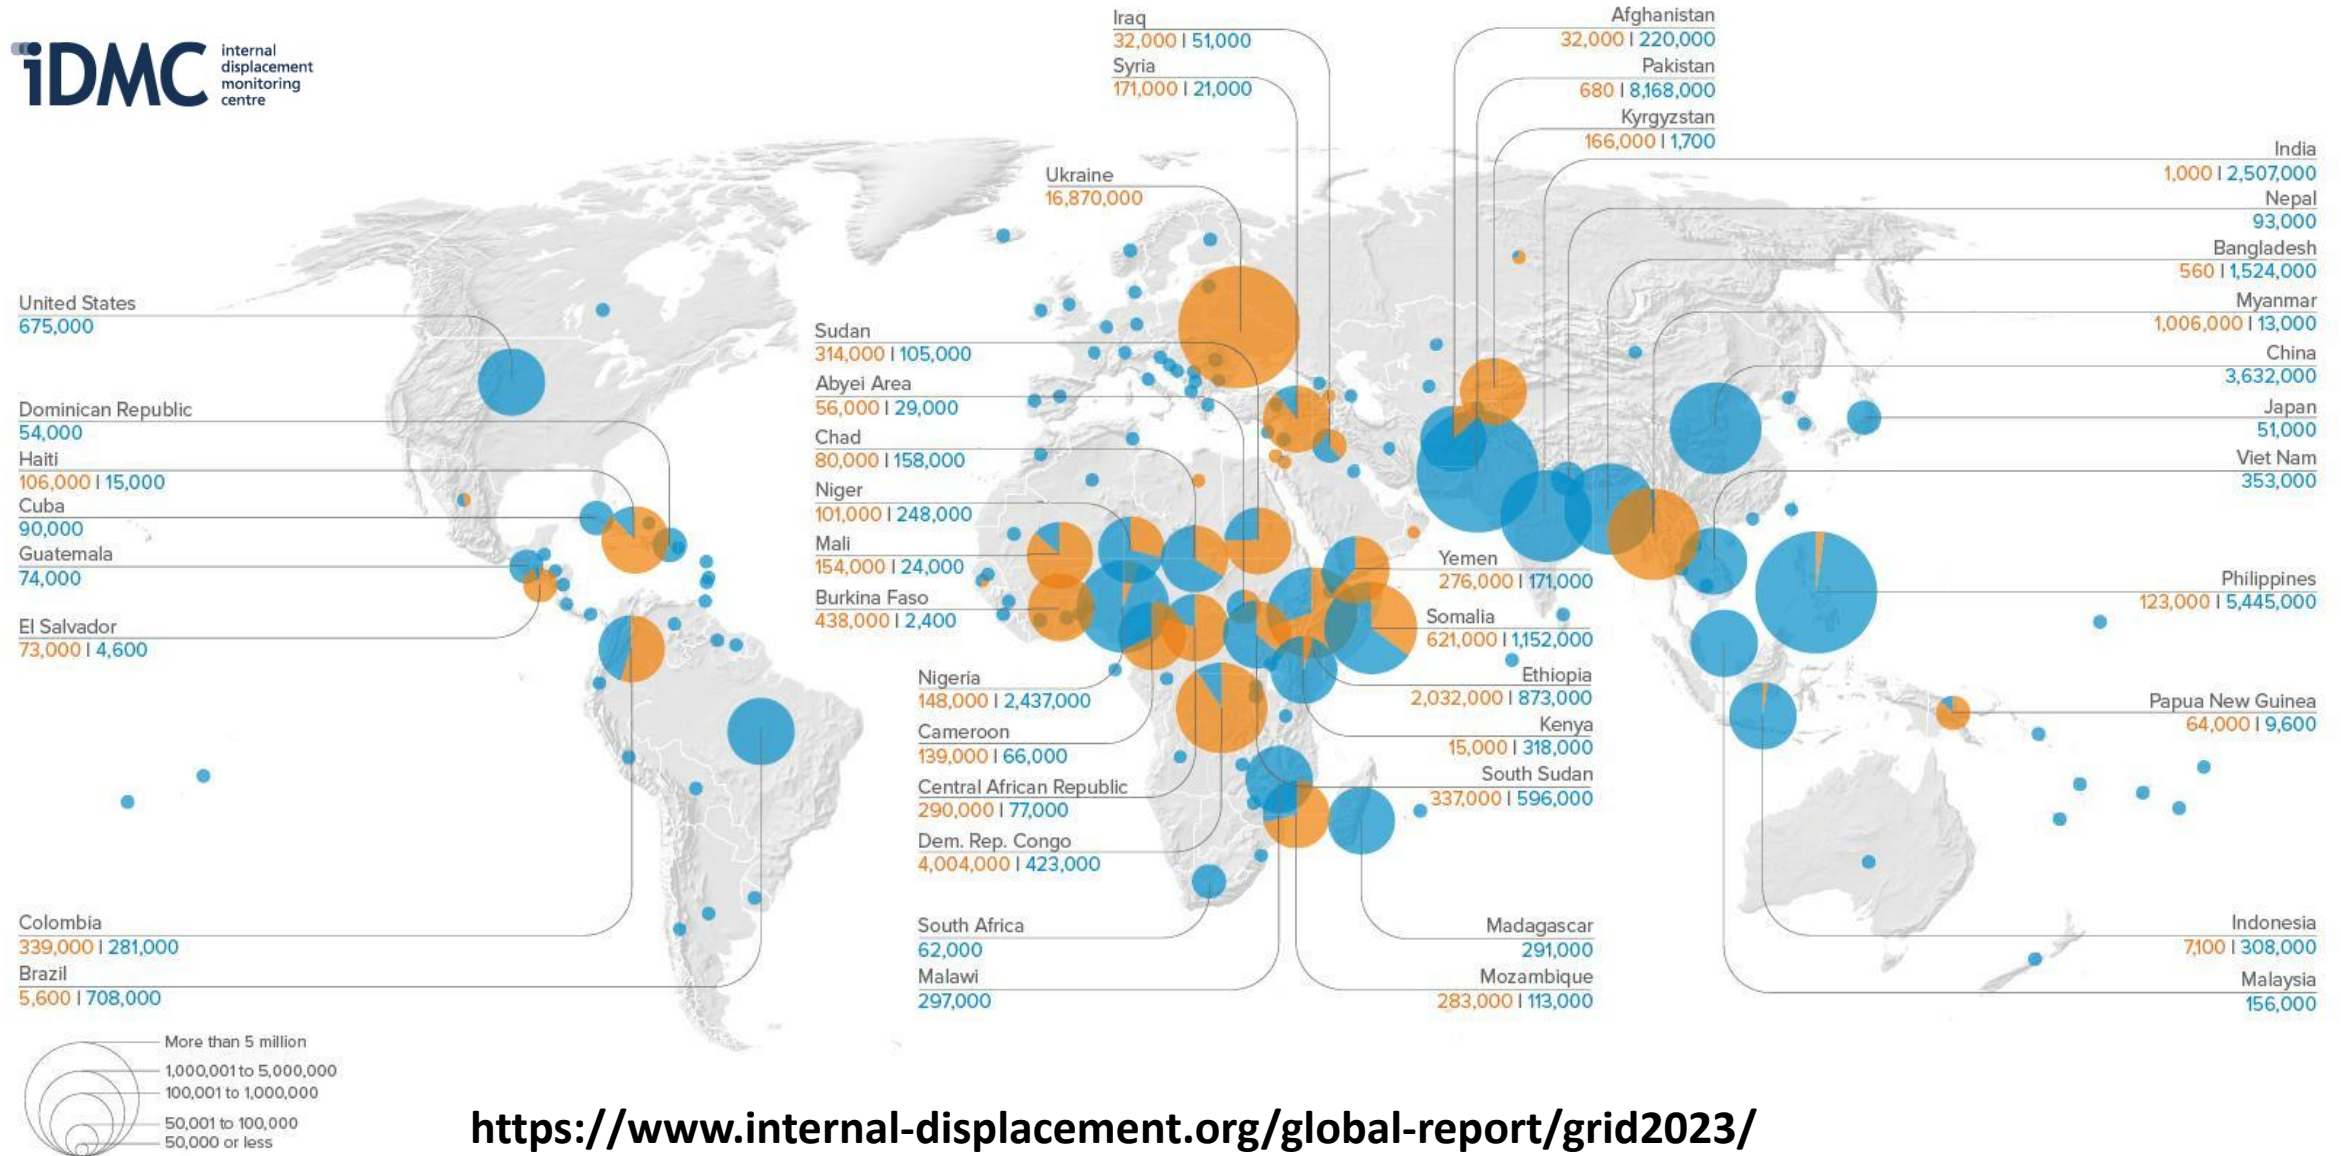 iDMC
internal
displacement
monitoring
centre
Iraq
32,000 | 51,000
Syria
171,000 | 21,000
Afghanistan
32,000 | 220,000
Pakistan
680 | 8,168,000
Kyrgyzstan
166,000 | 1,700
India
1,000 | 2,507,000
Nepal
93,000
Bangladesh
560 | 1,524,000
Myanmar
1,006,000 | 13,000
China
3,632,000
Japan
51,000
Viet Nam
353,000
Philippines
123,000 | 5,445,000
Papua New Guinea
64,000 | 9,600
Indonesia
7,100 | 308,000
Malaysia
156,000
Ukraine
16,870,000
United States
675,000
Dominican Republic
54,000
Haiti
106,000 | 15,000
Cuba
90,000
Guatemala
74,000
El Salvador
73,000 | 4,600
Colombia
339,000 | 281,000
Brazil
5,600 | 708,000
Sudan
314,000 | 105,000
Abyei Area
56,000 | 29,000
Chad
80,000 | 158,000
Niger
101,000 | 248,000
Mali
154,000 | 24,000
Burkina Faso
438,000 | 2,400
Nigeria
148,000 | 2,437,000
Cameroon
139,000 | 66,000
Central African Republic
290,000 | 77,000
Dem. Rep. Congo
4,004,000 | 423,000
South Africa
62,000
Malawi
297,000
Yemen
276,000 | 171,000
Somalia
621,000 | 1,152,000
Ethiopia
2,032,000 | 873,000
Kenya
15,000 | 318,000
South Sudan
337,000 | 596,000
Madagascar
291,000
Mozambique
283,000 | 113,000
More than 5 million
1,000,001 to 5,000,000
100,001 to 1,000,000
50,001 to 100,000
50,000 or less
https://www.internal-displacement.org/global-report/grid2023/